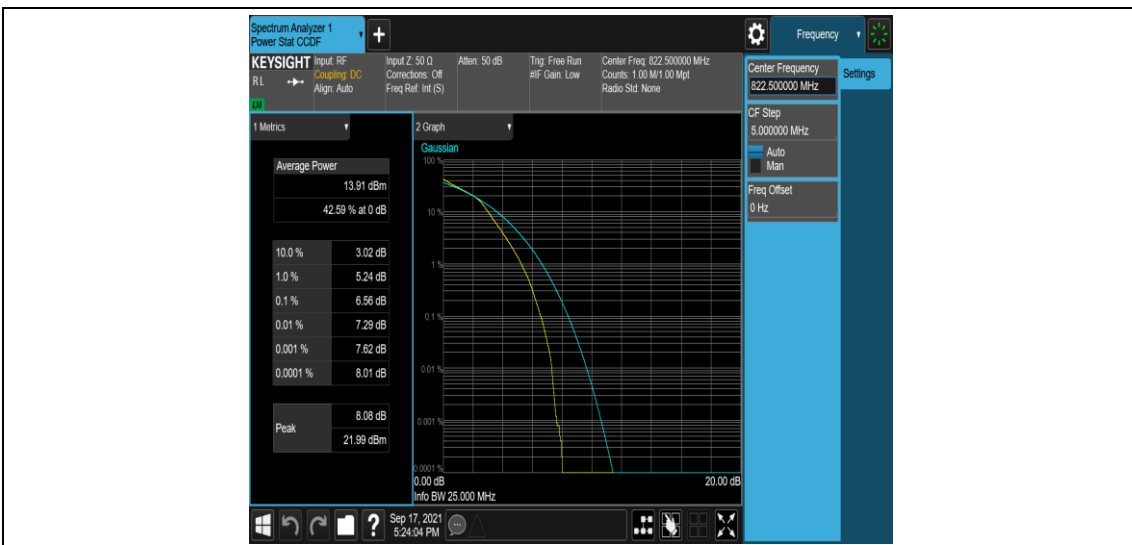 Spectrum Analyzer 1
Power Stat CCDF
+
Frequency
KEYSIGHT
RL
LXI
Input: RF
Coupling: DC
Align: Auto
Input Z: 50 Ω
Corrections: Off
Freq Ref: Int (S)
Atten: 50 dB
Trig: Free Run
#IF Gain: Low
Center Freq: 822.500000 MHz
Counts: 1.00 M/1.00 Mpt
Radio Std: None
Center Frequency
822.500000 MHz
Settings
CF Step
5.000000 MHz
Auto
Man
Freq Offset
0 Hz
1 Metrics
Average Power
13.91 dBm
42.59 % at 0 dB
10.0 % 3.02 dB
1.0 % 5.24 dB
0.1 % 6.56 dB
0.01 % 7.29 dB
0.001 % 7.62 dB
0.0001 % 8.01 dB
Peak
8.08 dB
21.99 dBm
2 Graph
Gaussian
100 %
10 %
1 %
0.1 %
0.01 %
0.001 %
0.0001 %
0.00 dB 20.00 dB
Info BW 25.000 MHz
?
Sep 17, 2021
5:24:04 PM